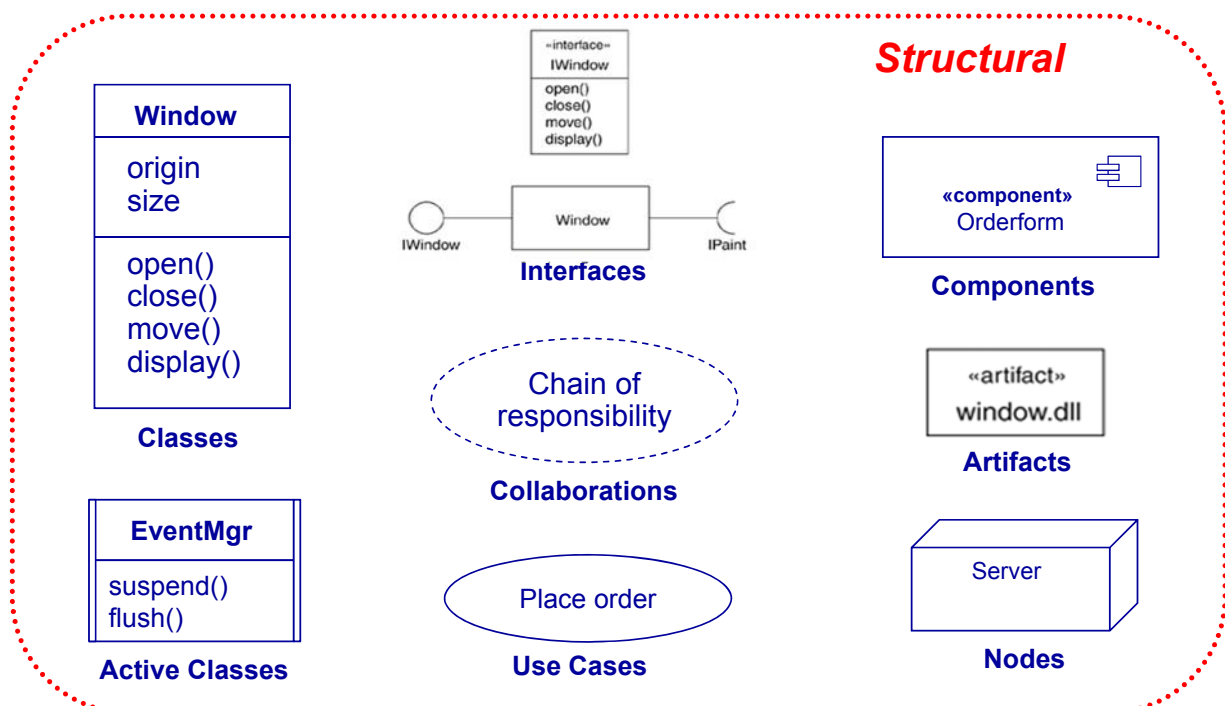 Structural
Window
origin
size
open()
close()
move()
display()
Classes
«interface»
IWindow
open()
close()
move()
display()
IWindow
Window
IPaint
Interfaces
«component»
Orderform
Components
Chain of
responsibility
Collaborations
«artifact»
window.dll
Artifacts
EventMgr
suspend()
flush()
Active Classes
Place order
Use Cases
Server
Nodes